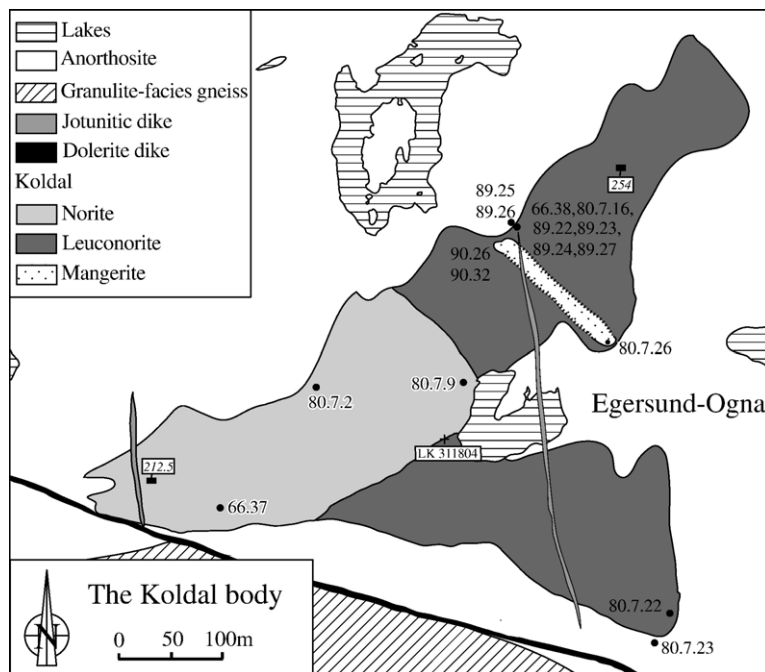 Lakes
Anorthosite
Granulite-facies gneiss
Jotunitic dike
Dolerite dike
Koldal
Norite
Leuconorite
Mangerite
254
89.25
89.26
66.38,80.7.16,
89.22,89.23,
89.24,89.27
90.26
90.32
80.7.26
80.7.2
80.7.9
Egersund-Ogna
LK 311804
212.5
66.37
80.7.22
80.7.23
The Koldal body
N
0 50 100m